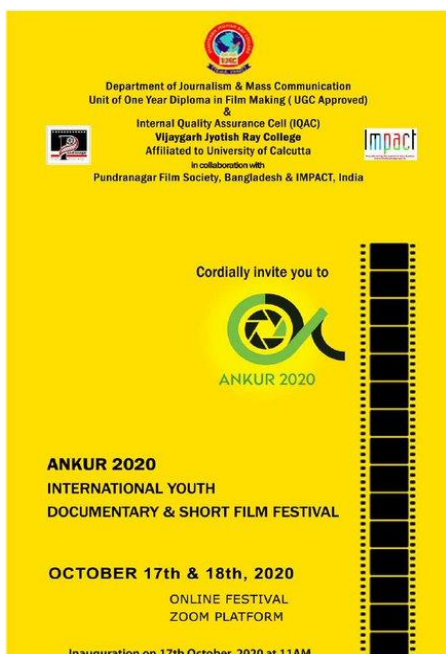 Department of Journalism & Mass Communication
Unit of One Year Diploma in Film Making ( UGC Approved)
&
Internal Quality Assurance Cell (IQAC)
Vijaygarh Jyotish Ray College
Affiliated to University of Calcutta
in collaboration with
Pundranagar Film Society, Bangladesh & IMPACT, India
Impact
Cordially invite you to
ANKUR 2020
ANKUR 2020
INTERNATIONAL YOUTH
DOCUMENTARY & SHORT FILM FESTIVAL
OCTOBER 17th & 18th, 2020
ONLINE FESTIVAL
ZOOM PLATFORM
Inauguration on 17th October, 2020 at 11AM